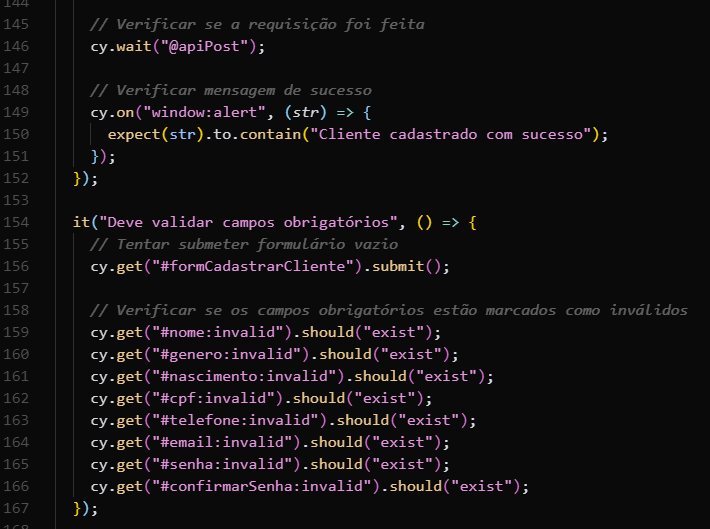 144
145 // Verificar se a requisição foi feita
146 cy.wait("@apiPost");
147
148 // Verificar mensagem de sucesso
149 cy.on("window:alert", (str) => {
150 expect(str).to.contain("Cliente cadastrado com sucesso");
151 });
152 });
153
154 it("Deve validar campos obrigatórios", () => {
155 // Tentar submeter formulário vazio
156 cy.get("#formCadastrarCliente").submit();
157
158 // Verificar se os campos obrigatórios estão marcados como inválidos
159 cy.get("#nome:invalid").should("exist");
160 cy.get("#genero:invalid").should("exist");
161 cy.get("#nascimento:invalid").should("exist");
162 cy.get("#cpf:invalid").should("exist");
163 cy.get("#telefone:invalid").should("exist");
164 cy.get("#email:invalid").should("exist");
165 cy.get("#senha:invalid").should("exist");
166 cy.get("#confirmarSenha:invalid").should("exist");
167 });
168